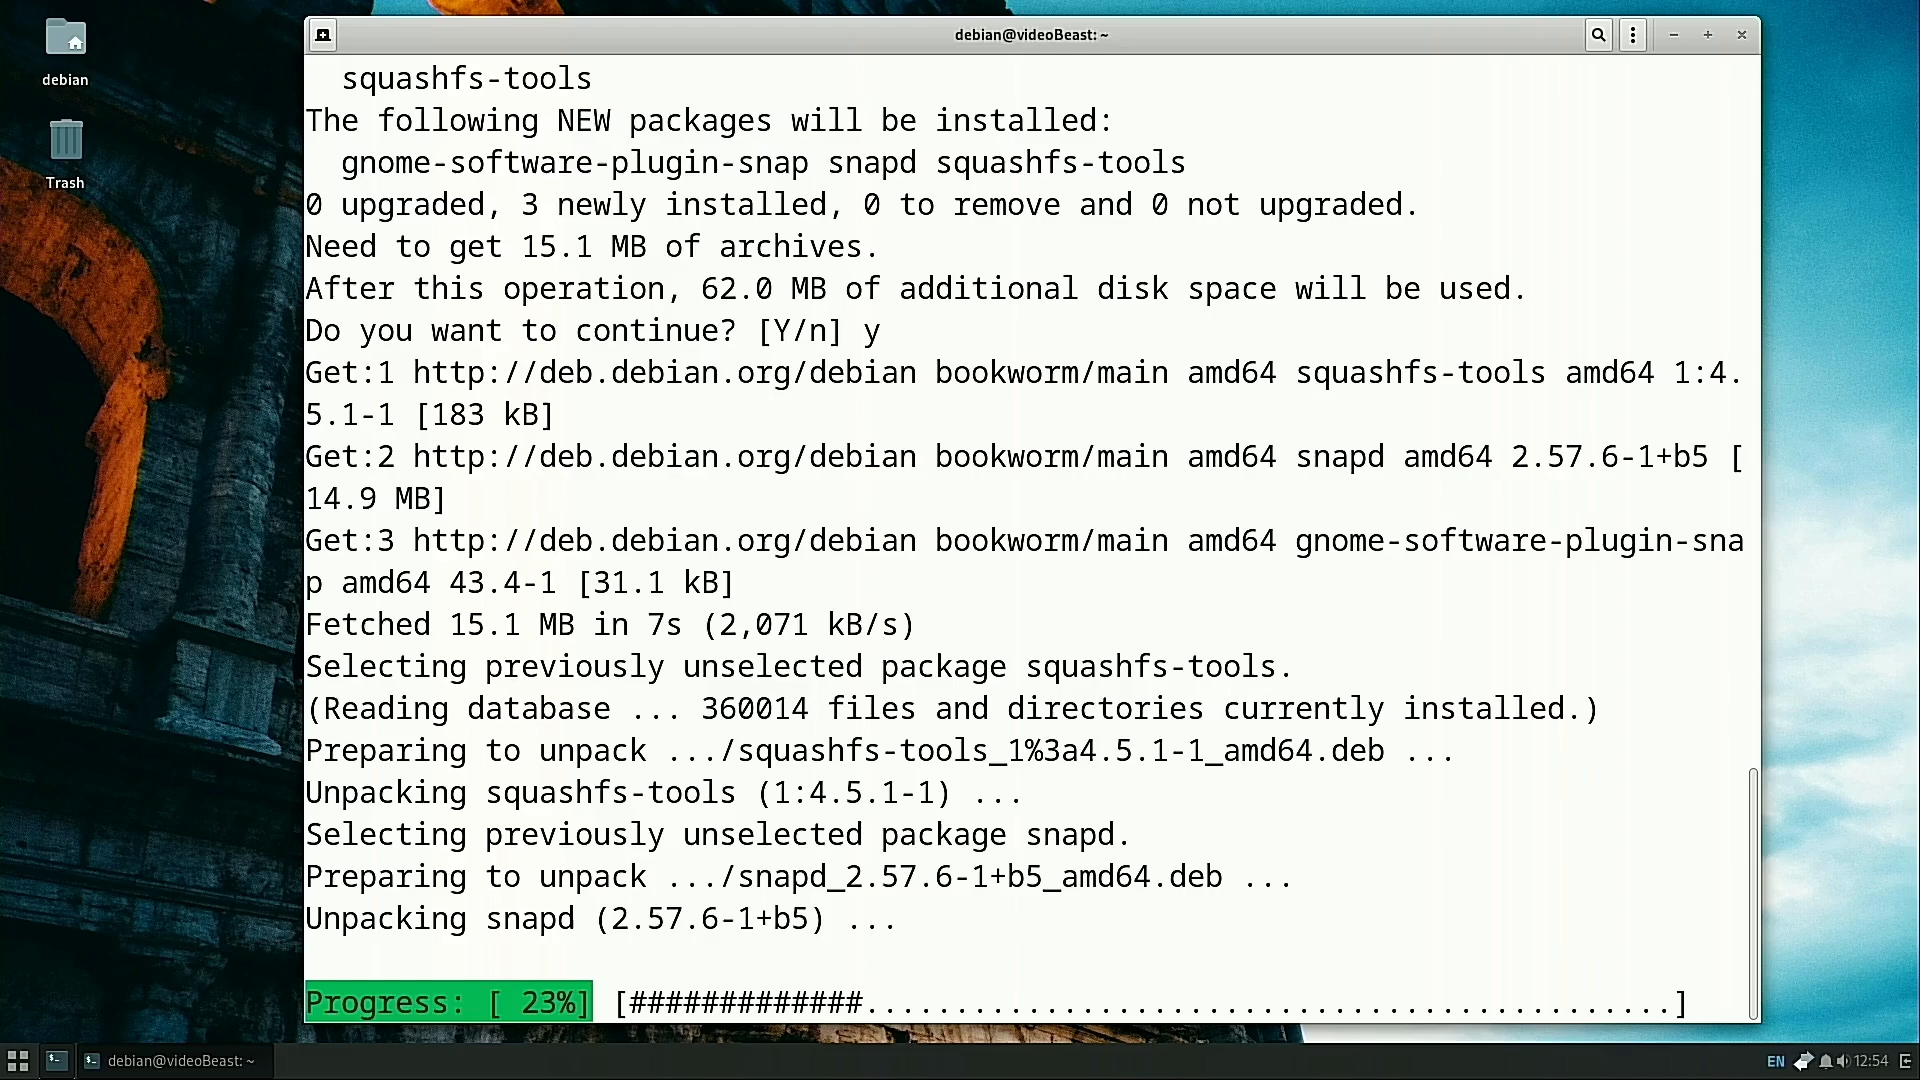 debian@videoBeast: ~
debian
Trash
squashfs-tools
The following NEW packages will be installed:
gnome-software-plugin-snap snapd squashfs-tools
0 upgraded, 3 newly installed, 0 to remove and 0 not upgraded.
Need to get 15.1 MB of archives.
After this operation, 62.0 MB of additional disk space will be used.
Do you want to continue? [Y/n] y
Get:1 http://deb.debian.org/debian bookworm/main amd64 squashfs-tools amd64 1:4.
5.1-1 [183 kB]
Get:2 http://deb.debian.org/debian bookworm/main amd64 snapd amd64 2.57.6-1+b5 [
14.9 MB]
Get:3 http://deb.debian.org/debian bookworm/main amd64 gnome-software-plugin-sna
p amd64 43.4-1 [31.1 kB]
Fetched 15.1 MB in 7s (2,071 kB/s)
Selecting previously unselected package squashfs-tools.
(Reading database ... 360014 files and directories currently installed.)
Preparing to unpack .../squashfs-tools_1%3a4.5.1-1_amd64.deb ...
Unpacking squashfs-tools (1:4.5.1-1) ...
Selecting previously unselected package snapd.
Preparing to unpack .../snapd_2.57.6-1+b5_amd64.deb ...
Unpacking snapd (2.57.6-1+b5) ...
Progress: [ 23%] [#############.............................................]
debian@videoBeast: ~
EN 12:54